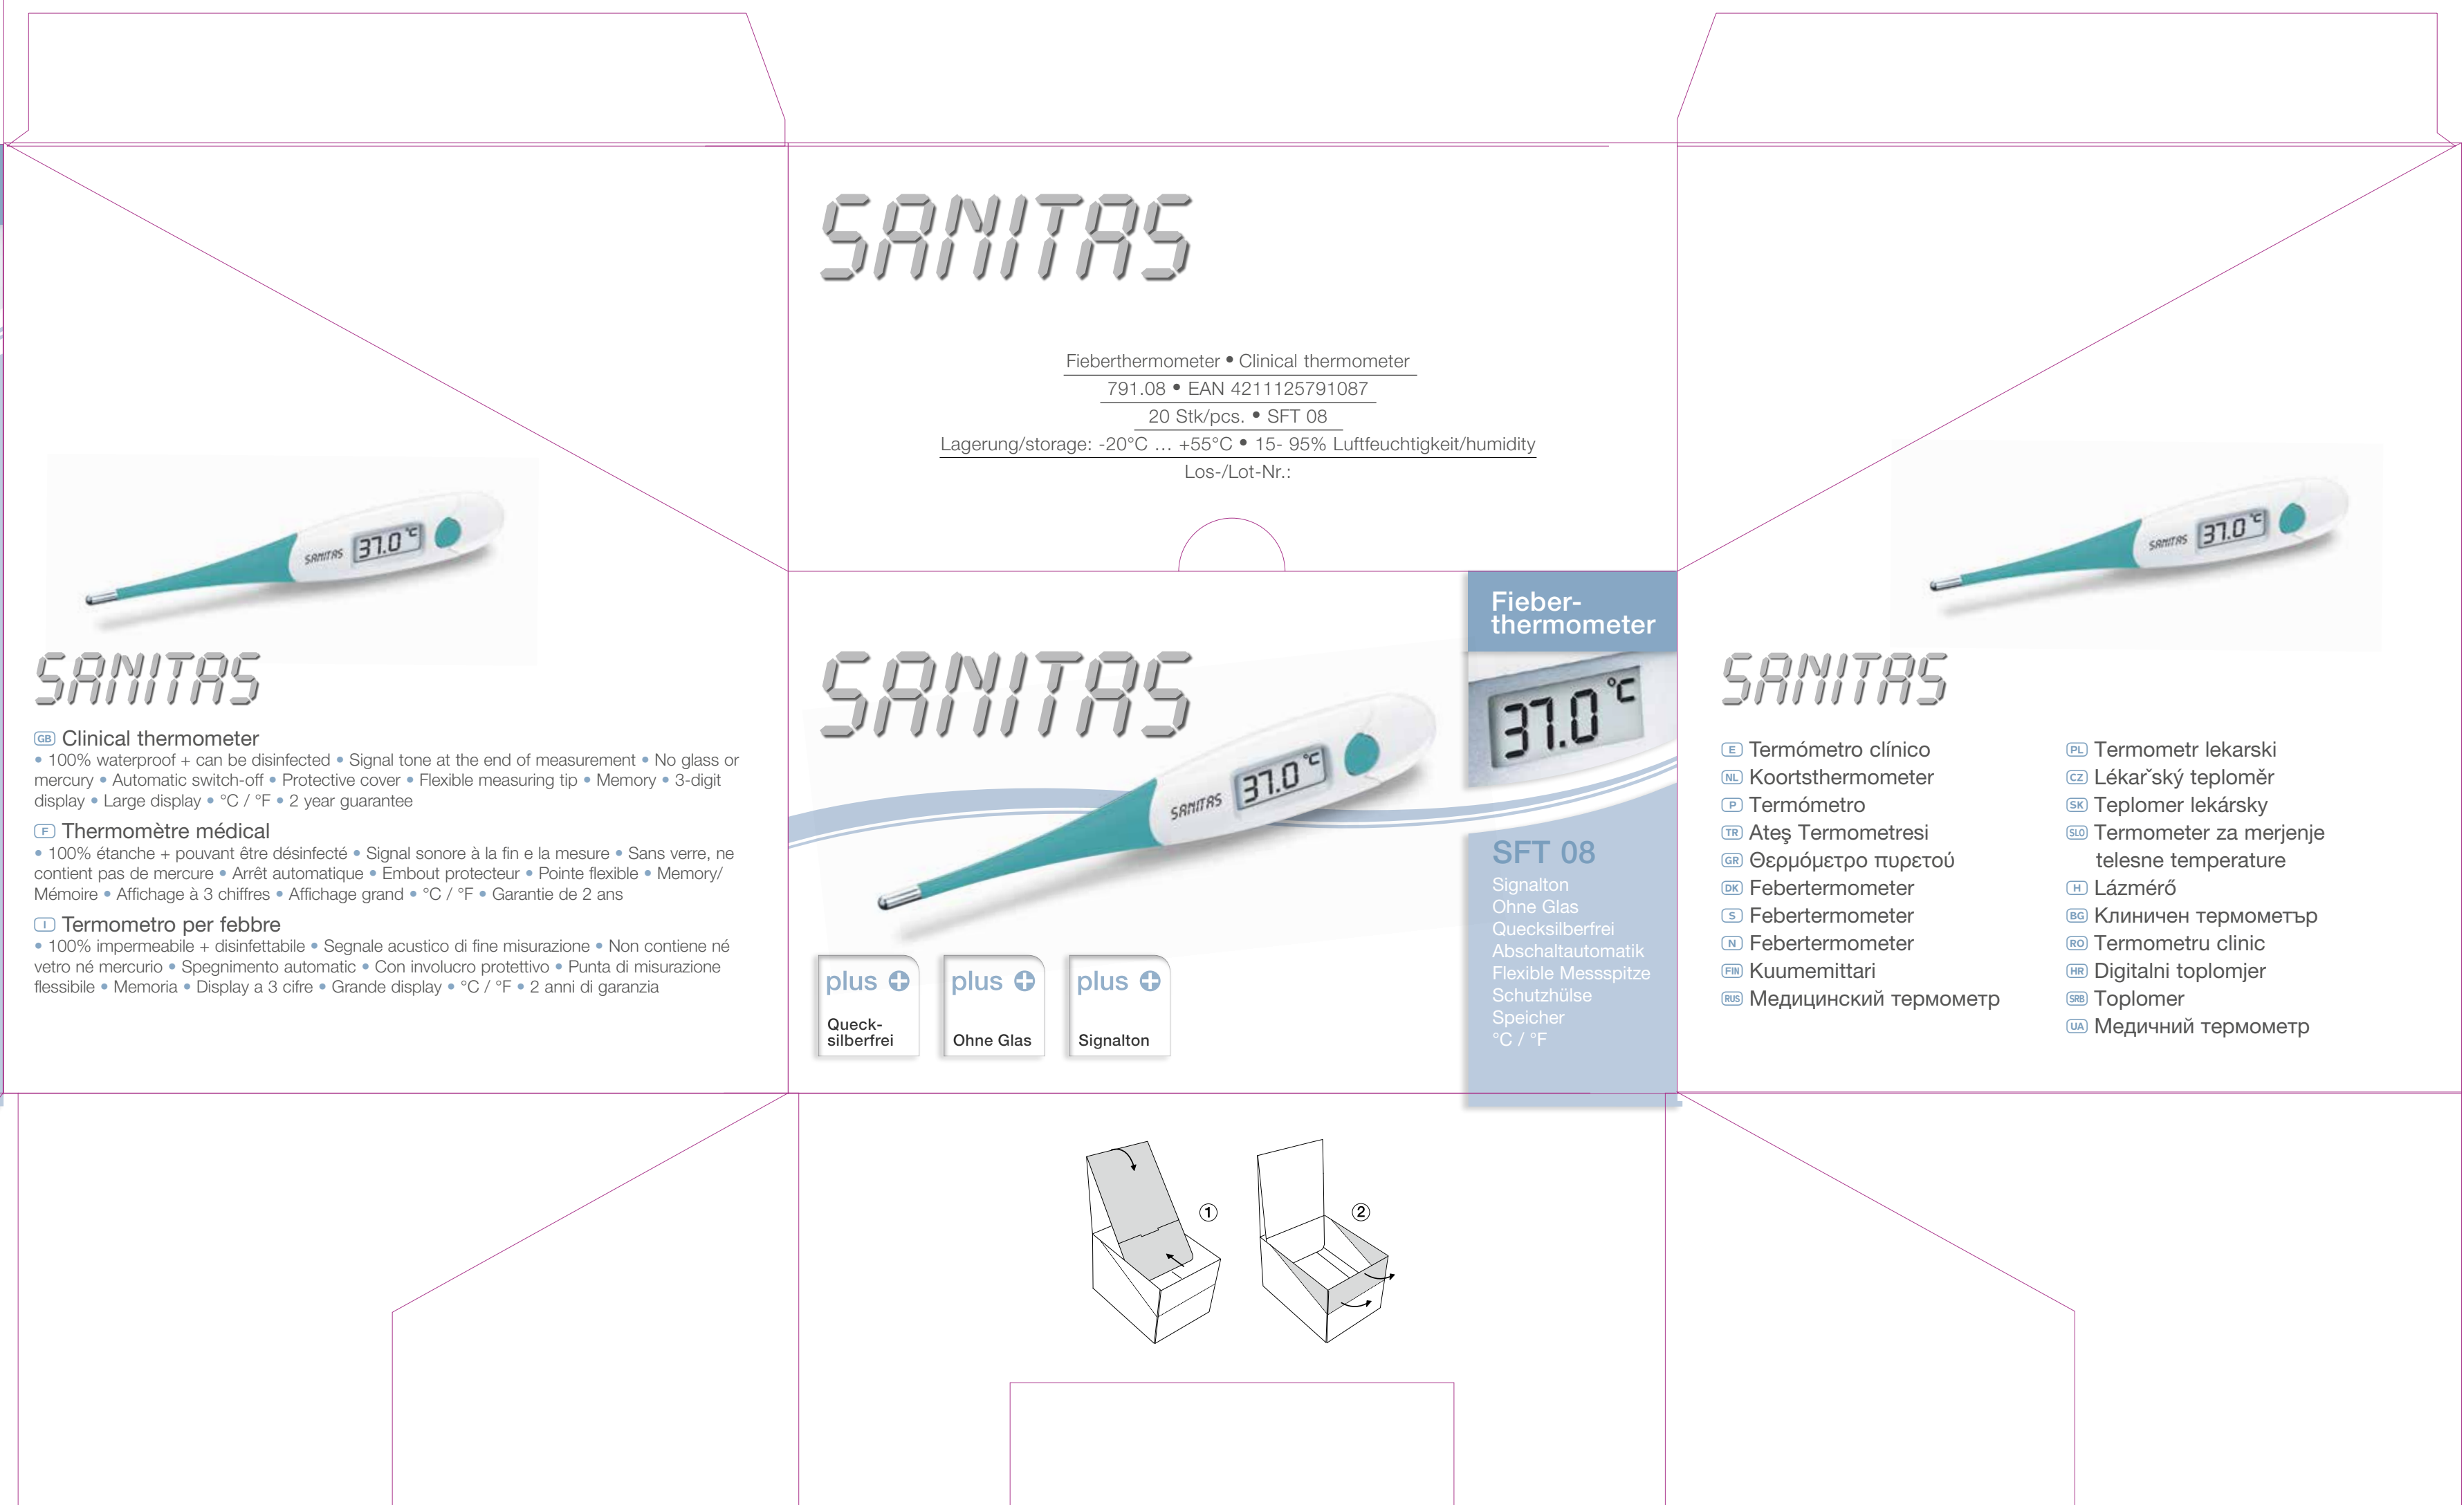 SANITAS
Fieberthermometer • Clinical thermometer
791.08 • EAN 4211125791087
20 Stk/pcs. • SFT 08
Lagerung/storage: -20°C ... +55°C • 15- 95% Luftfeuchtigkeit/humidity
Los-/Lot-Nr.:
SANITAS 37.0 °C
SANITAS
GB Clinical thermometer
• 100% waterproof + can be disinfected • Signal tone at the end of measurement • No glass or
mercury • Automatic switch-off • Protective cover • Flexible measuring tip • Memory • 3-digit
display • Large display • °C / °F • 2 year guarantee
F Thermomètre médical
• 100% étanche + pouvant être désinfecté • Signal sonore à la fin e la mesure • Sans verre, ne
contient pas de mercure • Arrêt automatique • Embout protecteur • Pointe flexible • Memory/
Mémoire • Affichage à 3 chiffres • Affichage grand • °C / °F • Garantie de 2 ans
I Termometro per febbre
• 100% impermeabile + disinfettabile • Segnale acustico di fine misurazione • Non contiene né
vetro né mercurio • Spegnimento automatic • Con involucro protettivo • Punta di misurazione
flessibile • Memoria • Display a 3 cifre • Grande display • °C / °F • 2 anni di garanzia
SANITAS
SANITAS 37.0 °C
plus +
Queck-
silberfrei
plus +
Ohne Glas
plus +
Signalton
Fieber-
thermometer
37.0 °C
SFT 08
Signalton
Ohne Glas
Quecksilberfrei
Abschaltautomatik
Flexible Messspitze
Schutzhülse
Speicher
°C / °F
SANITAS 37.0 °C
SANITAS
E Termómetro clínico
NL Koortsthermometer
P Termómetro
TR Ateş Termometresi
GR Θερμόμετρο πυρετού
DK Febertermometer
S Febertermometer
N Febertermometer
FIN Kuumemittari
RUS Медицинский термометр
PL Termometr lekarski
CZ Lékarˇský teploměr
SK Teplomer lekársky
SLO Termometer za merjenje
telesne temperature
H Lázmérő
BG Клиничен термометър
RO Termometru clinic
HR Digitalni toplomjer
SRB Toplomer
UA Медичний термометр
1
2